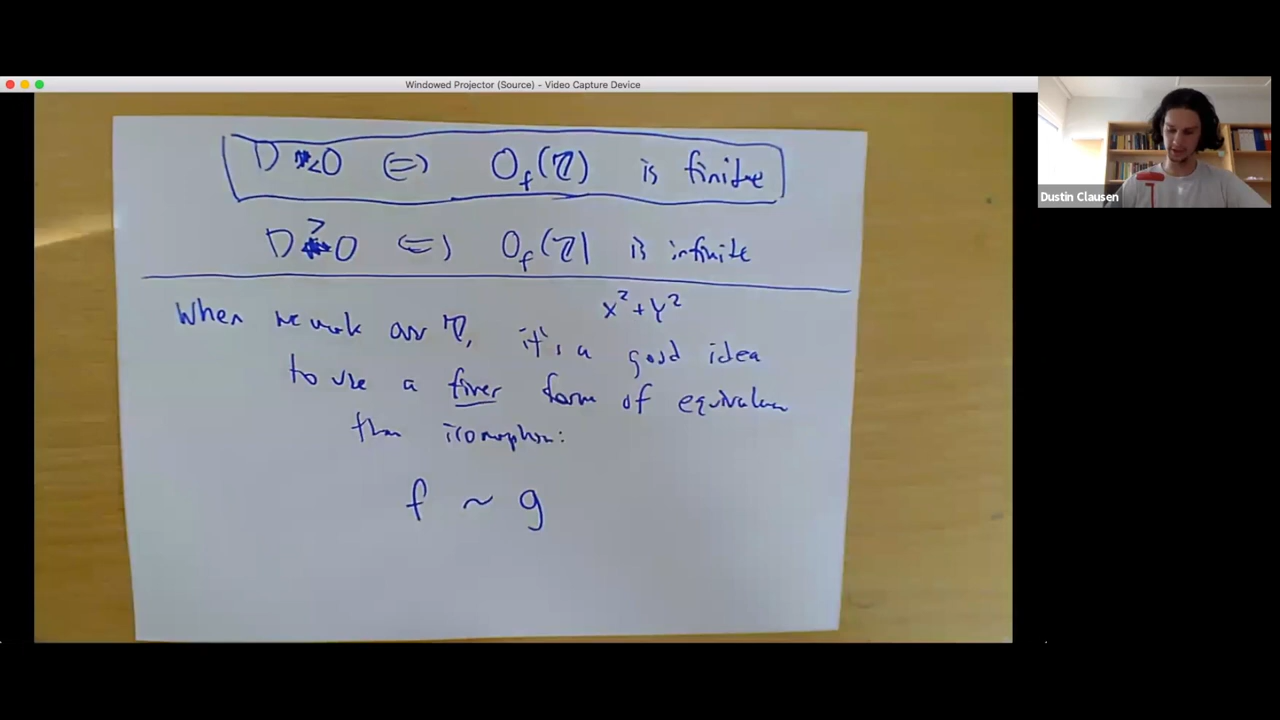 Windowed Projector (Source) - Video Capture Device
Dustin Clausen
D < 0 ⇔ O_f(ℤ) is finite
D > 0 ⇔ O_f(ℤ) is infinite
x² + y²
When we work over ℤ, it's a good idea
to use a finer form of equivalence
than isomorphism:
f ~ g